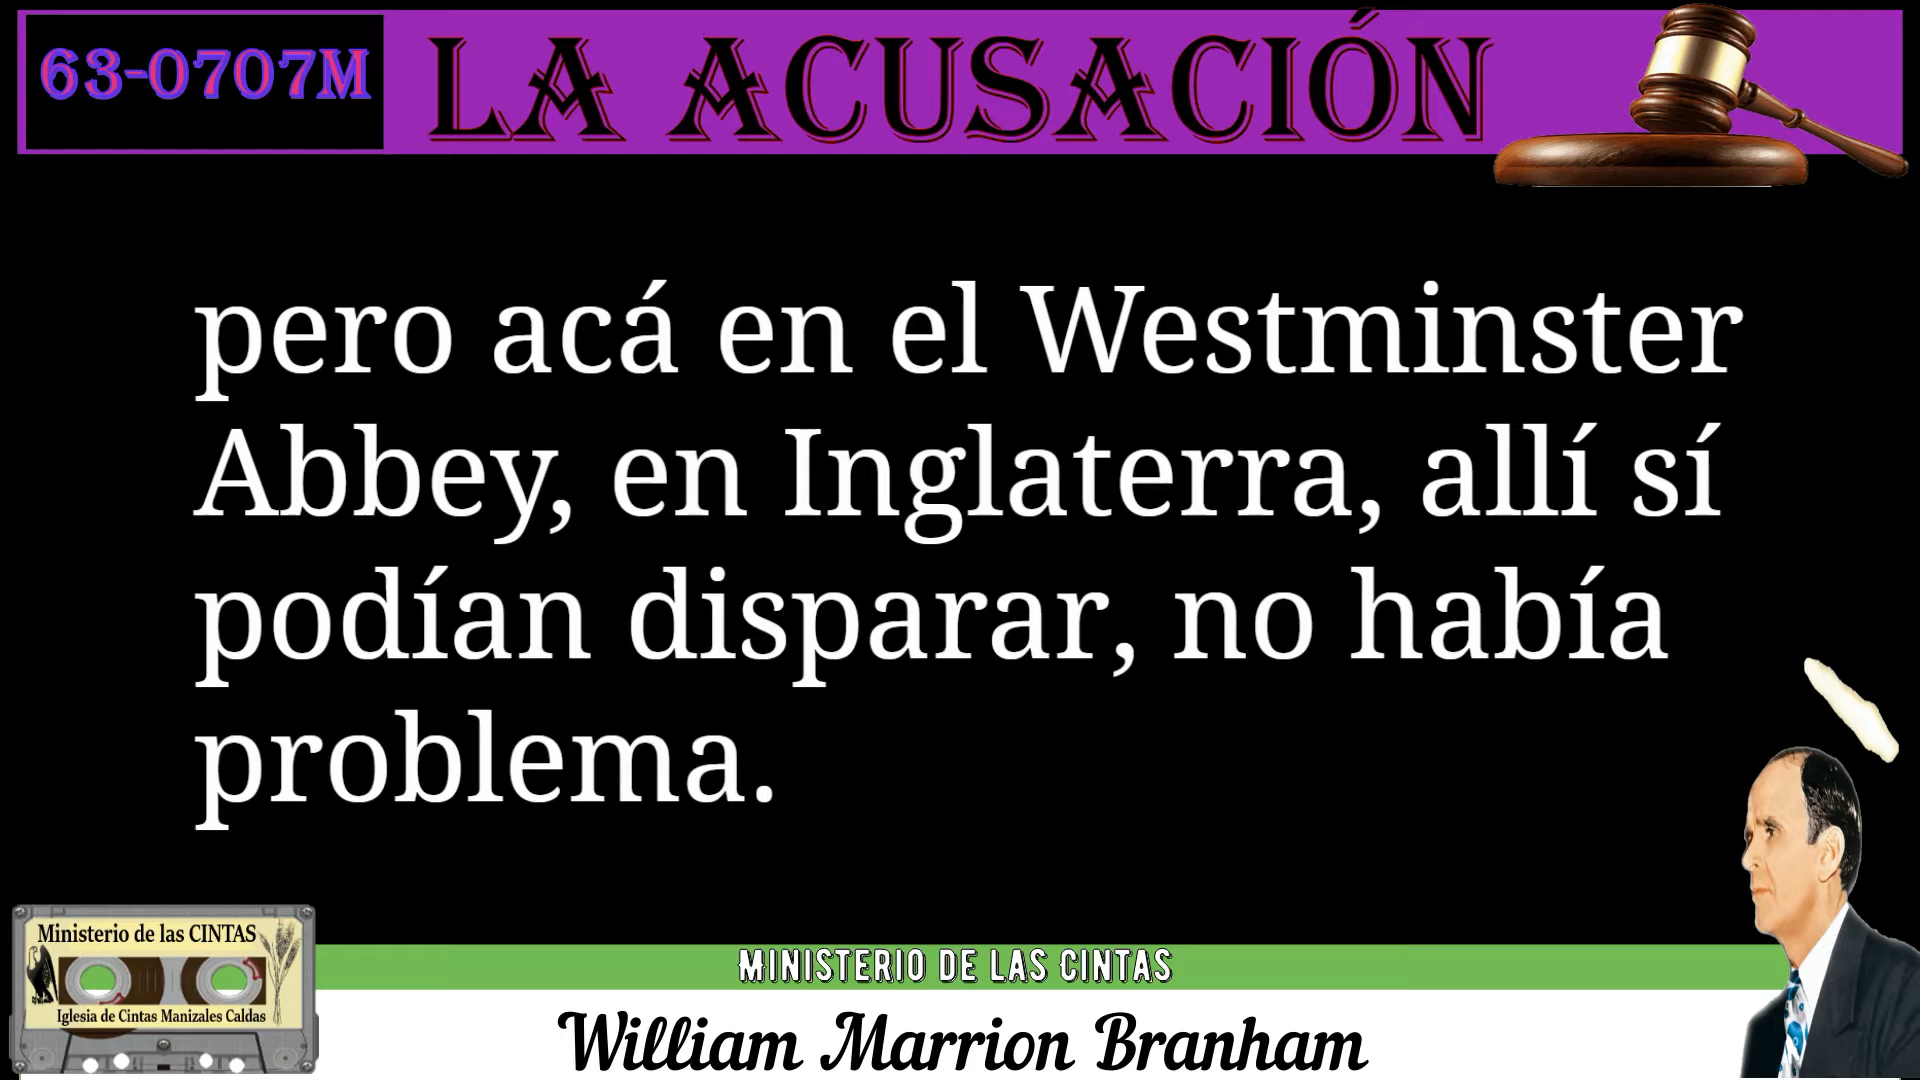 63-0707M
LA ACUSACIÓN
pero acá en el Westminster
Abbey, en Inglaterra, allí sí
podían disparar, no había
problema.
Ministerio de las CINTAS
Iglesia de Cintas Manizales Caldas
MINISTERIO DE LAS CINTAS
William Marrion Branham